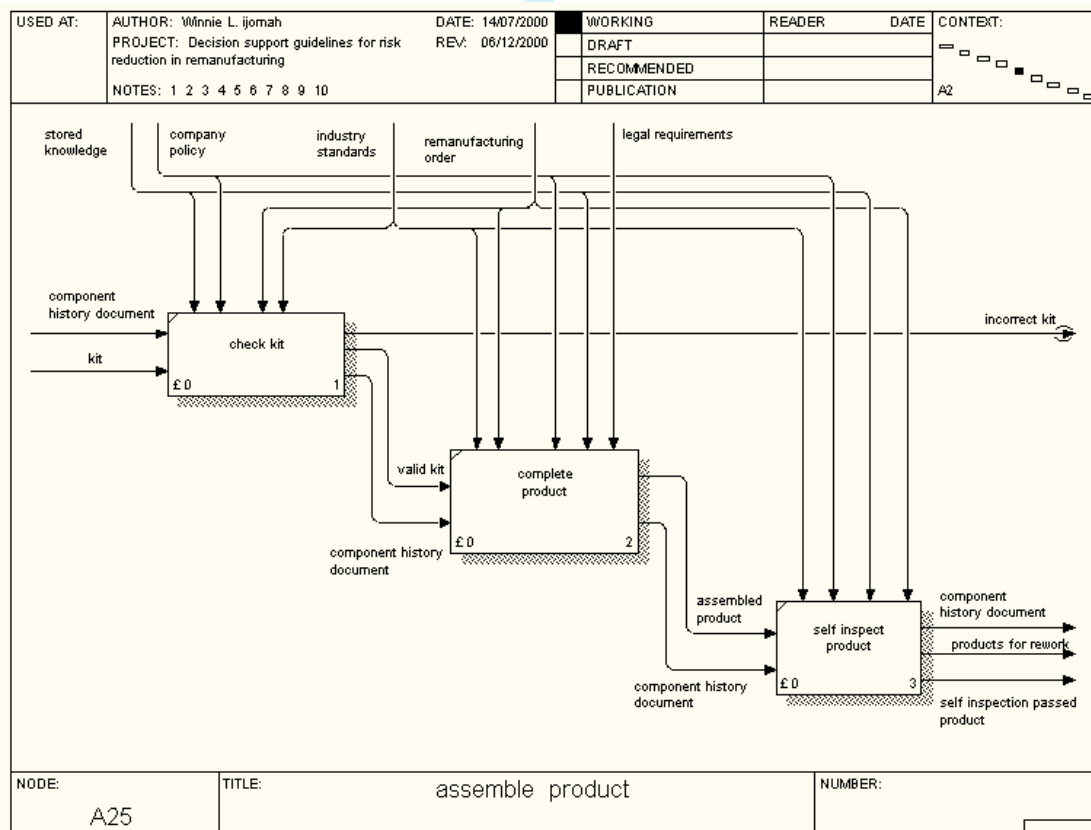 USED AT:
AUTHOR: Winnie L. ijomah
DATE: 14/07/2000
PROJECT: Decision support guidelines for risk
reduction in remanufacturing
REV: 06/12/2000
NOTES: 1 2 3 4 5 6 7 8 9 10
WORKING
DRAFT
RECOMMENDED
PUBLICATION
READER DATE
CONTEXT:
A2
stored
knowledge
company
policy
industry
standards
remanufacturing
order
legal requirements
component
history document
kit
check kit
£ 0 1
incorrect kit
valid kit
component history
document
complete
product
£ 0 2
assembled
product
component history
document
self inspect
product
£ 0 3
component
history document
products for rework
self inspection passed
product
NODE:
A25
TITLE:
assemble product
NUMBER: